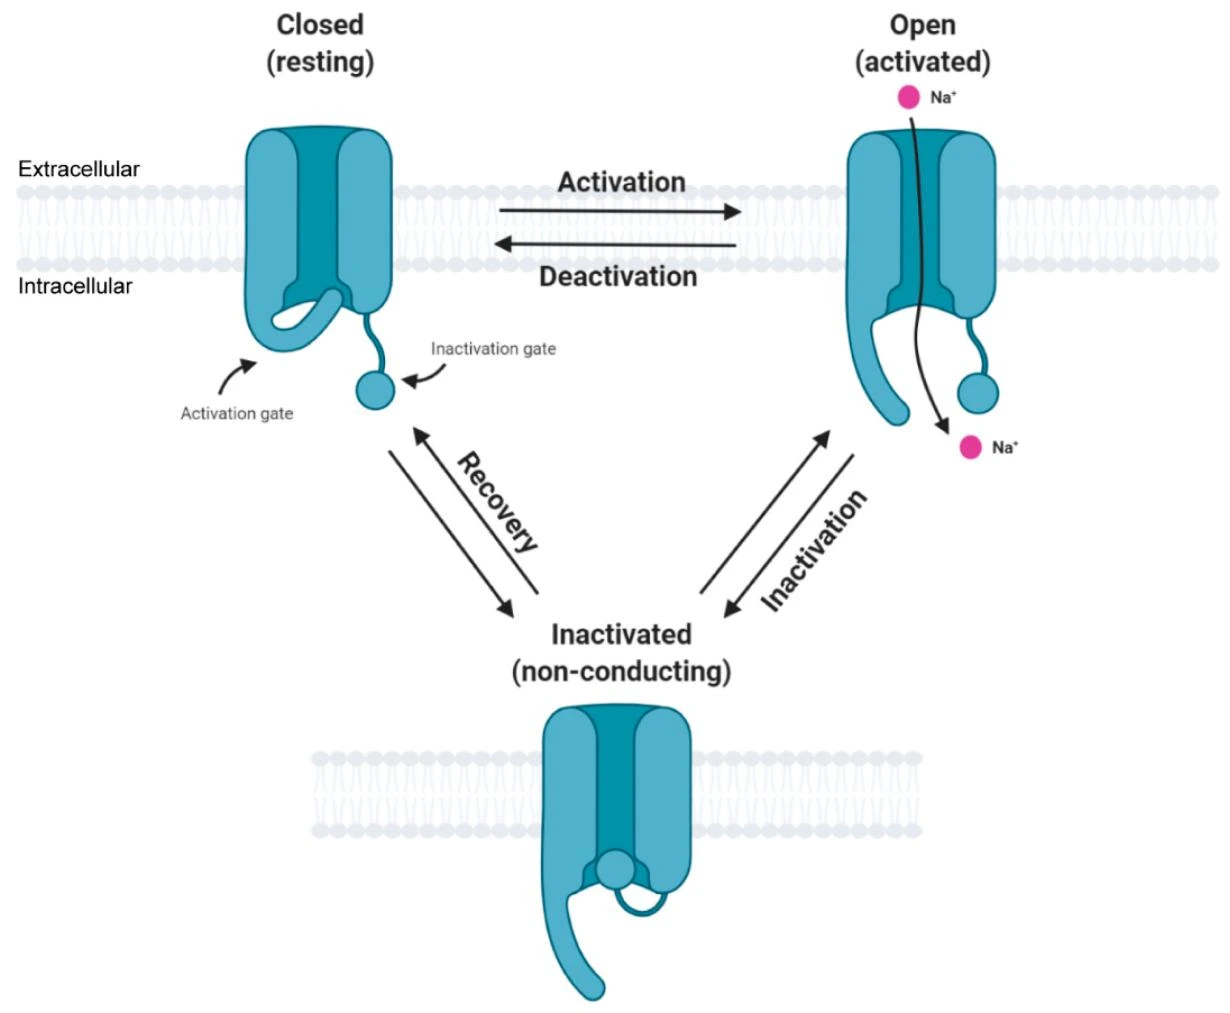 Closed
(resting)
Open
(activated)
Na⁺
Extracellular
Activation
Intracellular
Deactivation
Inactivation gate
Activation gate
Na⁺
Recovery
Inactivation
Inactivated
(non-conducting)